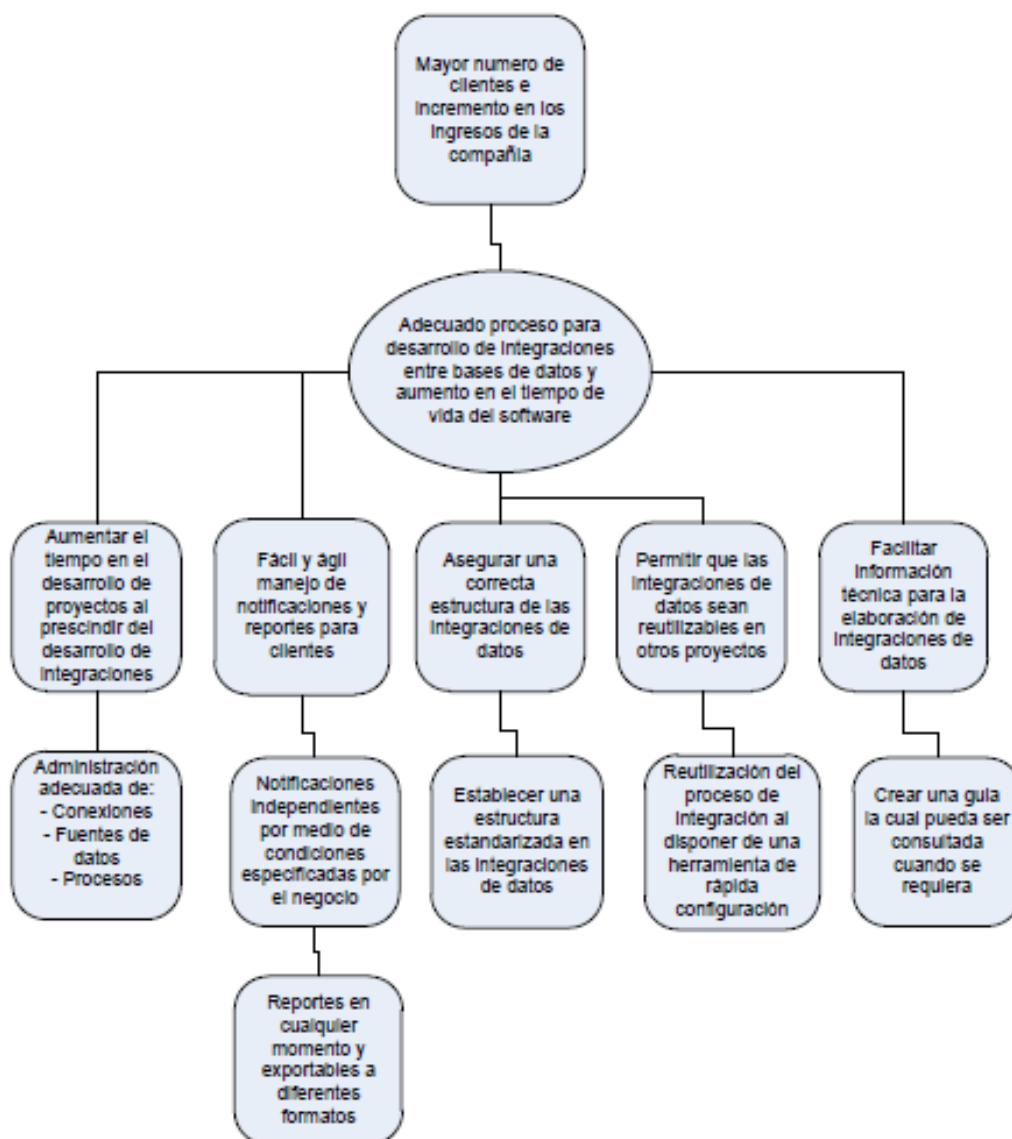 Mayor numero de
clientes e
incremento en los
ingresos de la
compañía
Adecuado proceso para
desarrollo de integraciones
entre bases de datos y
aumento en el tiempo de
vida del software
Aumentar el
tiempo en el
desarrollo de
proyectos al
prescindir del
desarrollo de
integraciones
Fácil y ágil
manejo de
notificaciones y
reportes para
clientes
Asegurar una
correcta
estructura de las
integraciones de
datos
Permitir que las
integraciones de
datos sean
reutilizables en
otros proyectos
Facilitar
información
técnica para la
elaboración de
integraciones de
datos
Administración
adecuada de:
- Conexiones
- Fuentes de
datos
- Procesos
Notificaciones
independientes
por medio de
condiciones
especificadas por
el negocio
Establecer una
estructura
estandarizada en
las integraciones
de datos
Reutilización del
proceso de
integración al
disponer de una
herramienta de
rápida
configuración
Crear una guía
la cual pueda ser
consultada
cuando se
requiera
Reportes en
cualquier
momento y
exportables a
diferentes
formatos